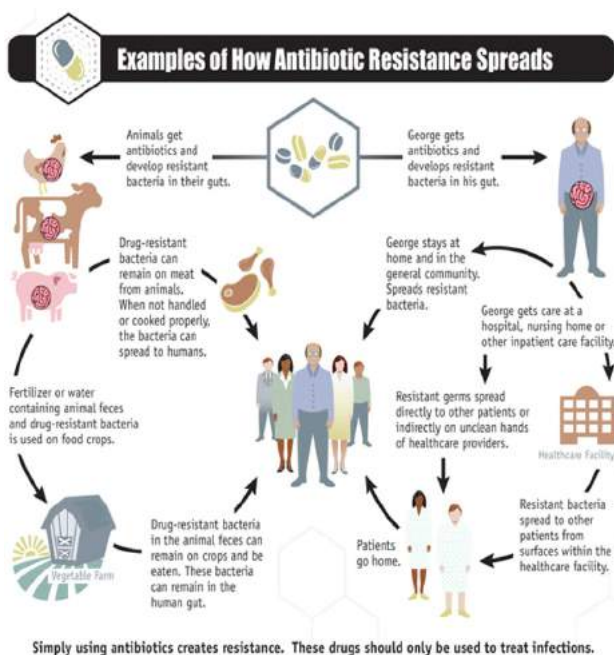 Examples of How Antibiotic Resistance Spreads
Animals get
antibiotics and
develop resistant
bacteria in their guts.
George gets
antibiotics and
develops resistant
bacteria in his gut.
Drug-resistant
bacteria can
remain on meat
from animals.
When not handled
or cooked properly,
the bacteria can
spread to humans.
George stays at
home and in the
general community.
Spreads resistant
bacteria.
George gets care at a
hospital, nursing home or
other inpatient care facility.
Fertilizer or water
containing animal feces
and drug-resistant bacteria
is used on food crops.
Resistant germs spread
directly to other patients or
indirectly on unclean hands
of healthcare providers.
Healthcare Facility
Vegetable Farm
Drug-resistant bacteria
in the animal feces can
remain on crops and be
eaten. These bacteria
can remain in the
human gut.
Patients
go home.
Resistant bacteria
spread to other
patients from
surfaces within the
healthcare facility.
Simply using antibiotics creates resistance. These drugs should only be used to treat infections.